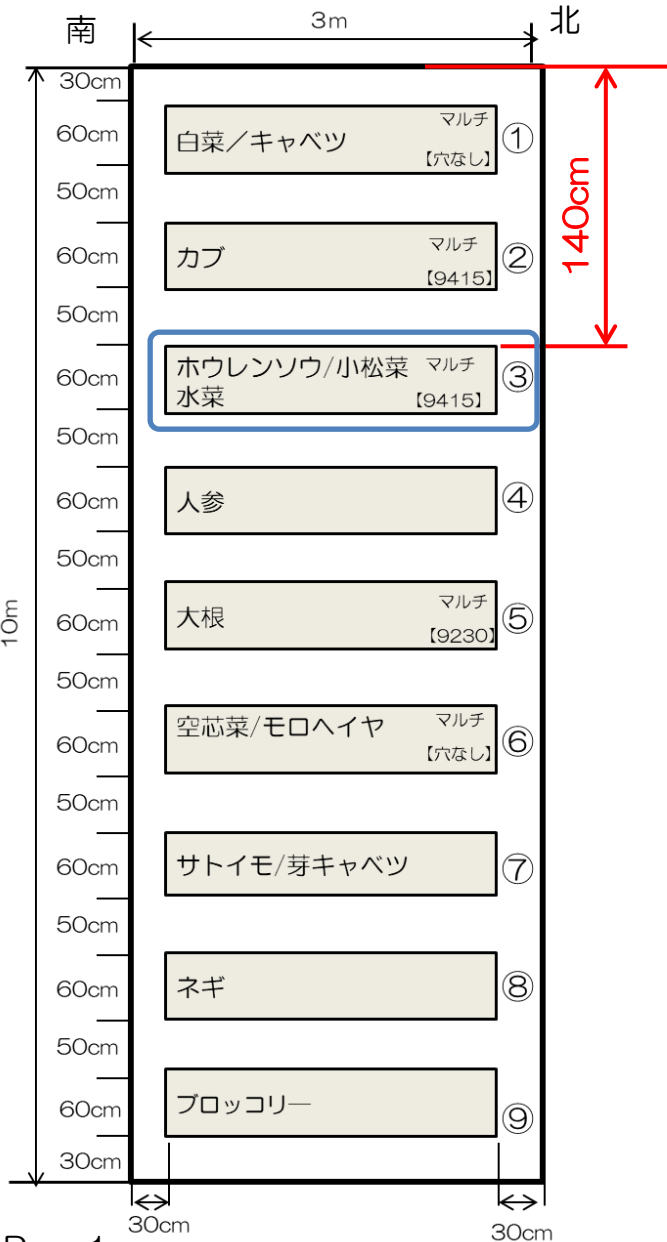 南
3m
北
30cm
60cm
白菜／キャベツ
マルチ
【穴なし】
①
50cm
140cm
60cm
カブ
マルチ
【9415】
②
50cm
60cm
ホウレンソウ/小松菜
水菜
マルチ
【9415】
③
50cm
60cm
人参
④
50cm
10m
60cm
大根
マルチ
【9230】
⑤
50cm
60cm
空芯菜/モロヘイヤ
マルチ
【穴なし】
⑥
50cm
60cm
サトイモ/芽キャベツ
⑦
50cm
60cm
ネギ
⑧
50cm
60cm
ブロッコリー
⑨
30cm
30cm
30cm